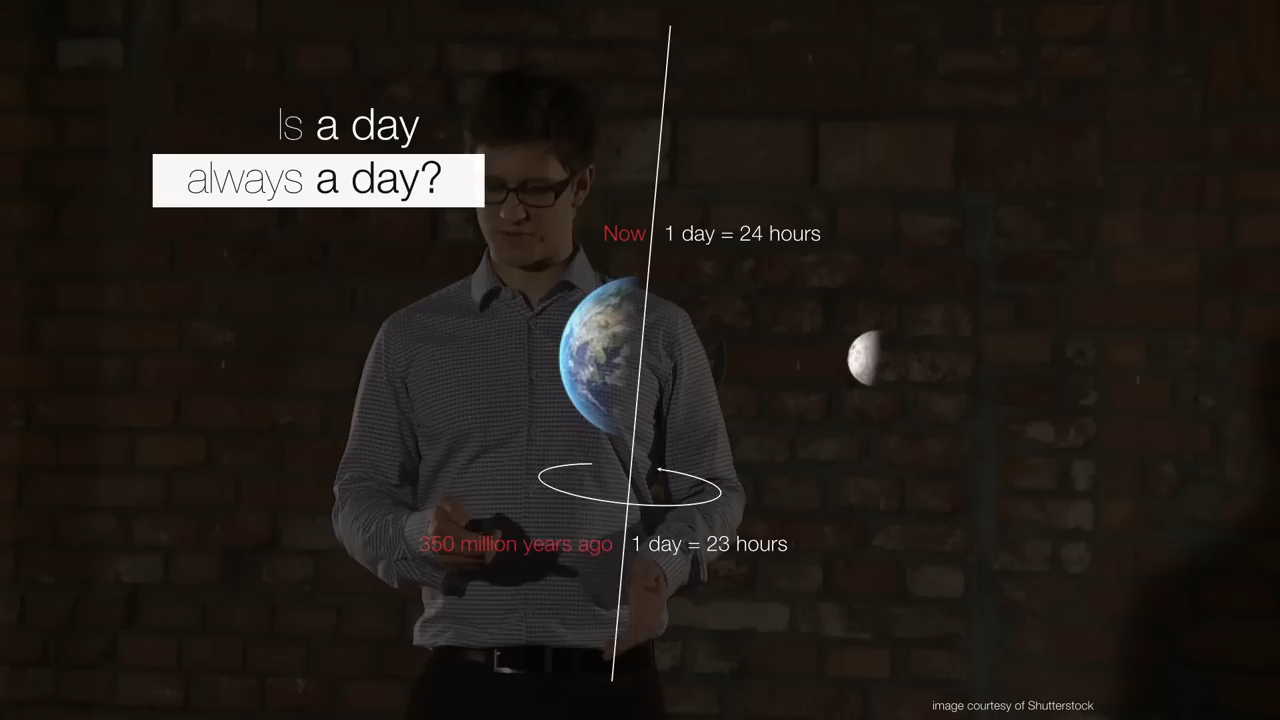 Is a day
always a day?
Now 1 day = 24 hours
350 million years ago 1 day = 23 hours
image courtesy of Shutterstock